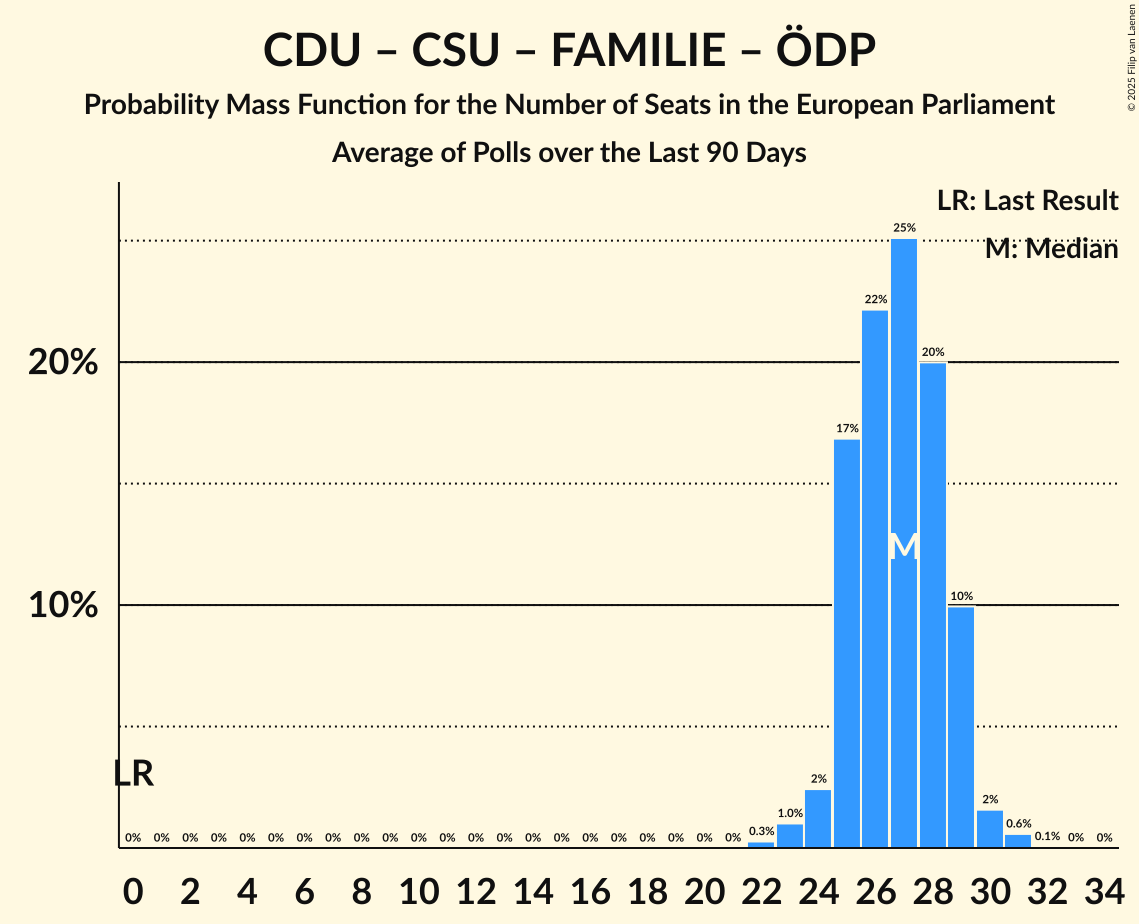 CDU – CSU – FAMILIE – ÖDP
Probability Mass Function for the Number of Seats in the European Parliament
Average of Polls over the Last 90 Days
© 2025 Filip van Laenen
LR: Last Result
M: Median
25%
22%
20%
20%
17%
M
10%
10%
LR
2%
2%
1.0%
0.6%
0% 0% 0% 0% 0% 0% 0% 0% 0% 0% 0% 0% 0% 0% 0% 0% 0% 0% 0% 0% 0% 0% 0.3% 0.1% 0% 0%
0 2 4 6 8 10 12 14 16 18 20 22 24 26 28 30 32 34